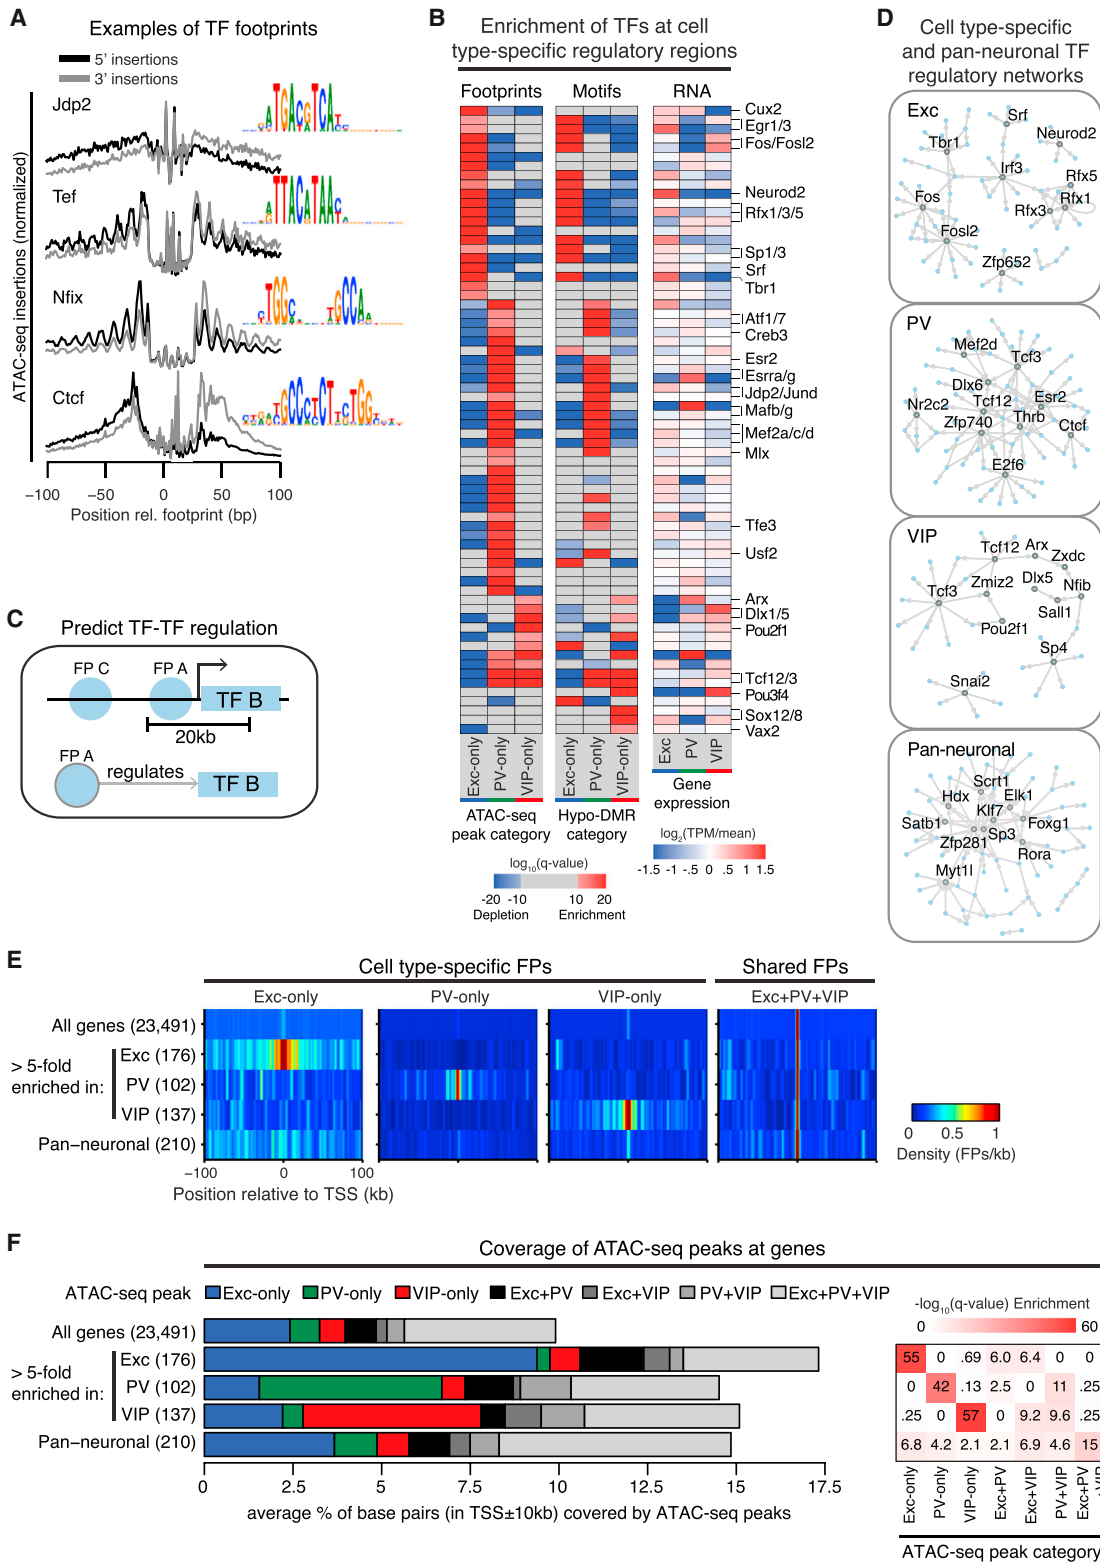 A
Examples of TF footprints
5' insertions
3' insertions
ATAC-seq insertions (normalized)
Jdp2
TGACGTCAT
Tef
TTACATAAC
Nfix
TGGC GCCA
Ctcf
GCCCTCTGCTGG
-100 -50 0 50 100
Position rel. footprint (bp)
B
Enrichment of TFs at cell
type-specific regulatory regions
Footprints Motifs RNA
Cux2
Egr1/3
Fos/Fosl2
Neurod2
Rfx1/3/5
Sp1/3
Srf
Tbr1
Atf1/7
Creb3
Esr2
Esrra/g
Jdp2/Jund
Mafb/g
Mef2a/c/d
Mlx
Tfe3
Usf2
Arx
Dlx1/5
Pou2f1
Tcf12/3
Pou3f4
Sox12/8
Vax2
Exc-only PV-only VIP-only Exc-only PV-only VIP-only Exc PV VIP
ATAC-seq
peak category
Hypo-DMR
category
Gene
expression
log10(q-value)
-20 -10 10 20
Depletion Enrichment
log2(TPM/mean)
-1.5 -1 -.5 0 .5 1 1.5
C
Predict TF-TF regulation
FP C FP A
TF B
20kb
FP A
regulates
TF B
D
Cell type-specific
and pan-neuronal TF
regulatory networks
Exc
Srf
Neurod2
Tbr1
Irf3
Rfx5
Rfx1
Rfx3
Fos
Fosl2
Zfp652
PV
Mef2d
Tcf3
Dlx6
Tcf12
Esr2
Nr2c2
Zfp740
Thrb
Ctcf
E2f6
VIP
Tcf12 Arx
Zxdc
Tcf3
Zmiz2
Dlx5
Nfib
Sall1
Pou2f1
Sp4
Snai2
Pan-neuronal
Scrt1
Hdx
Elk1
Klf7
Satb1
Foxg1
Zfp281
Sp3
Rora
Myt1l
E
Cell type-specific FPs Shared FPs
Exc-only PV-only VIP-only Exc+PV+VIP
All genes (23,491)
> 5-fold
enriched in:
Exc (176)
PV (102)
VIP (137)
Pan-neuronal (210)
-100 0 100
Position relative to TSS (kb)
0 0.5 1
Density (FPs/kb)
F
Coverage of ATAC-seq peaks at genes
ATAC-seq peak Exc-only PV-only VIP-only Exc+PV Exc+VIP PV+VIP Exc+PV+VIP
All genes (23,491)
> 5-fold
enriched in:
Exc (176)
PV (102)
VIP (137)
Pan-neuronal (210)
0 2.5 5 7.5 10 12.5 15 17.5
average % of base pairs (in TSS±10kb) covered by ATAC-seq peaks
-log10(q-value) Enrichment
0 60
55 0 .69 6.0 6.4 0 0
0 42 .13 2.5 0 11 .25
.25 0 57 0 9.2 9.6 .25
6.8 4.2 2.1 2.1 6.9 4.6 15
Exc-only PV-only VIP-only Exc+PV Exc+VIP PV+VIP Exc+PV
+VIP
ATAC-seq peak category